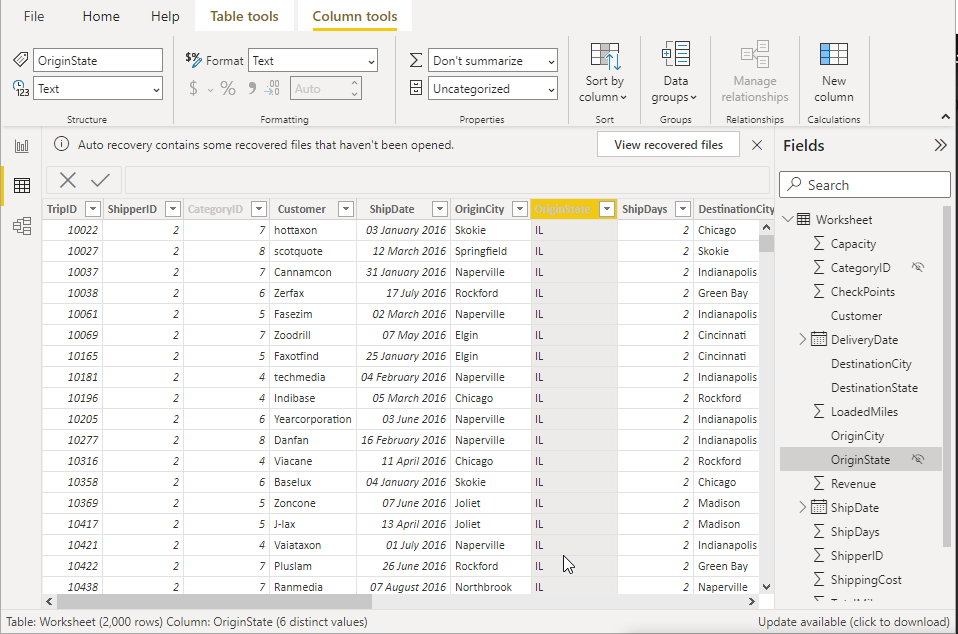 File Home Help Table tools Column tools
OriginState
Text
Structure
$% Format Text
$ % 9 .00 Auto
Formatting
Σ Don't summarize
Uncategorized
Properties
Sort by column
Sort
Data groups
Groups
Manage relationships
Relationships
New column
Calculations
Auto recovery contains some recovered files that haven't been opened. View recovered files
TripID ShipperID CategoryID Customer ShipDate OriginCity OriginState ShipDays DestinationCity
10022 2 7 hottaxon 03 January 2016 Skokie IL 2 Chicago
10027 2 8 scotquote 12 March 2016 Springfield IL 2 Skokie
10037 2 7 Cannamcon 31 January 2016 Naperville IL 2 Indianapolis
10038 2 6 Zerfax 17 July 2016 Rockford IL 2 Green Bay
10061 2 5 Fasezim 02 March 2016 Naperville IL 2 Indianapolis
10069 2 7 Zoodrill 07 May 2016 Elgin IL 2 Cincinnati
10165 2 5 Faxotfind 25 January 2016 Elgin IL 2 Cincinnati
10181 2 4 techmedia 04 February 2016 Naperville IL 2 Indianapolis
10196 2 4 Indibase 05 March 2016 Chicago IL 2 Rockford
10205 2 6 Yearcorporation 03 June 2016 Naperville IL 2 Indianapolis
10277 2 8 Danfan 16 February 2016 Naperville IL 2 Indianapolis
10316 2 4 Viacane 11 April 2016 Chicago IL 2 Rockford
10358 2 6 Baselux 04 January 2016 Skokie IL 2 Chicago
10369 2 5 Zoncone 07 June 2016 Joliet IL 2 Madison
10417 2 5 J-lax 13 April 2016 Joliet IL 2 Madison
10421 2 4 Vaiataxon 01 July 2016 Naperville IL 2 Indianapolis
10422 2 7 Pluslam 26 June 2016 Rockford IL 2 Green Bay
10438 2 7 Ranmedia 07 August 2016 Northbrook IL 2 Naperville
Fields
Search
Worksheet
Σ Capacity
Σ CategoryID
Σ CheckPoints
Customer
DeliveryDate
DestinationCity
DestinationState
Σ LoadedMiles
OriginCity
OriginState
Σ Revenue
ShipDate
Σ ShipDays
Σ ShipperID
Σ ShippingCost
Table: Worksheet (2,000 rows) Column: OriginState (6 distinct values) Update available (click to download)